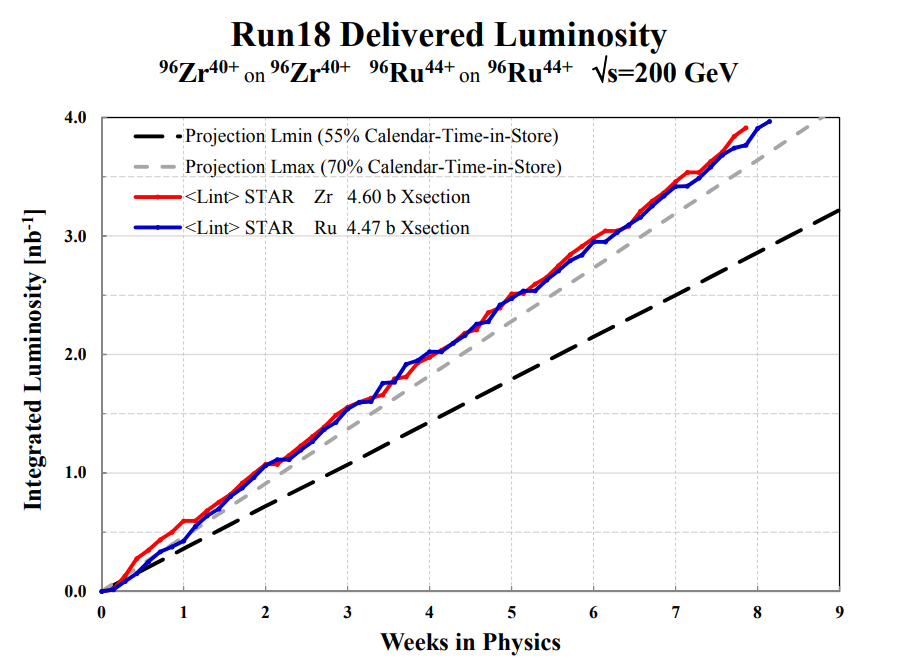 Run18 Delivered Luminosity
⁹⁶Zr⁴⁰⁺ on ⁹⁶Zr⁴⁰⁺ ⁹⁶Ru⁴⁴⁺ on ⁹⁶Ru⁴⁴⁺ √s=200 GeV
Projection Lmin (55% Calendar-Time-in-Store)
Projection Lmax (70% Calendar-Time-in-Store)
<Lint> STAR Zr 4.60 b Xsection
<Lint> STAR Ru 4.47 b Xsection
Integrated Luminosity [nb⁻¹]
4.0
3.0
2.0
1.0
0.0
0 1 2 3 4 5 6 7 8 9
Weeks in Physics